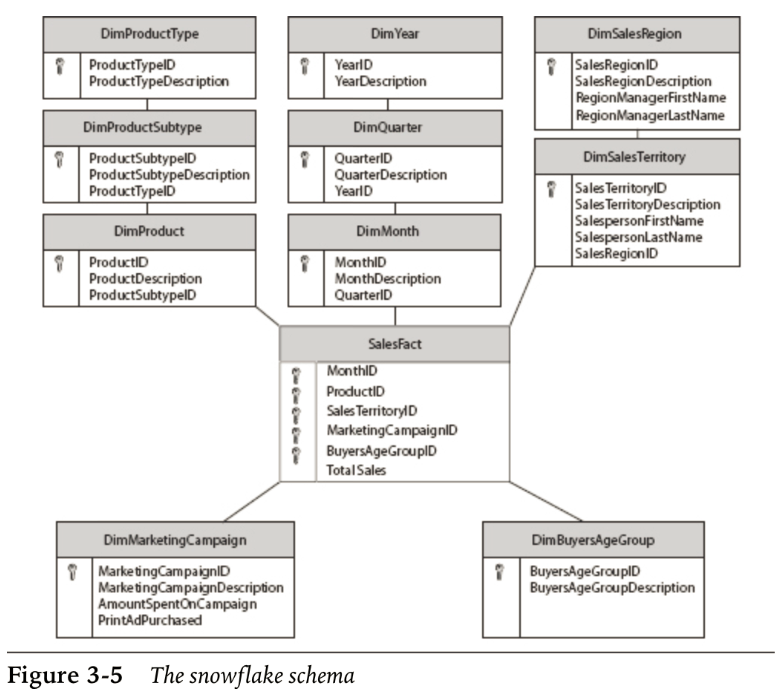 DimProductType
ProductTypeID
ProductTypeDescription
DimProductSubtype
ProductSubtypeID
ProductSubtypeDescription
ProductTypeID
DimProduct
ProductID
ProductDescription
ProductSubtypeID
DimYear
YearID
YearDescription
DimQuarter
QuarterID
QuarterDescription
YearID
DimMonth
MonthID
MonthDescription
QuarterID
DimSalesRegion
SalesRegionID
SalesRegionDescription
RegionManagerFirstName
RegionManagerLastName
DimSalesTerritory
SalesTerritoryID
SalesTerritoryDescription
SalespersonFirstName
SalespersonLastName
SalesRegionID
SalesFact
MonthID
ProductID
SalesTerritoryID
MarketingCampaignID
BuyersAgeGroupID
Total Sales
DimMarketingCampaign
MarketingCampaignID
MarketingCampaignDescription
AmountSpentOnCampaign
PrintAdPurchased
DimBuyersAgeGroup
BuyersAgeGroupID
BuyersAgeGroupDescription
Figure 3-5 The snowflake schema